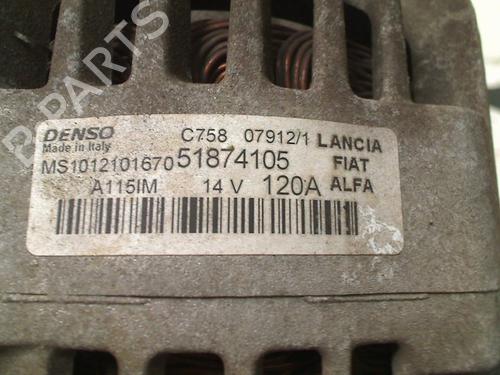 DENSO C758 07912/1 LANCIA
Made in Italy
MS1012101670 51874105 FIAT
A115IM 14 V 120A ALFA
B-PARTS